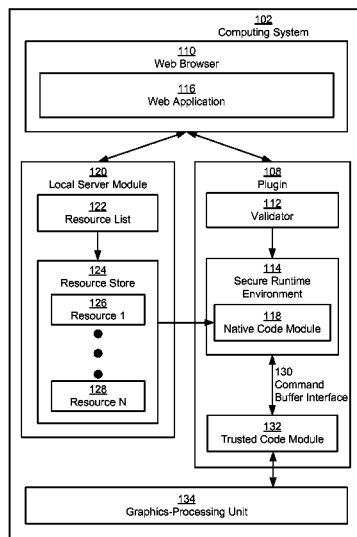 102
Computing System
110
Web Browser
116
Web Application
120
Local Server Module
122
Resource List
124
Resource Store
126
Resource 1
128
Resource N
108
Plugin
112
Validator
114
Secure Runtime
Environment
118
Native Code Module
130
Command
Buffer Interface
132
Trusted Code Module
134
Graphics-Processing Unit